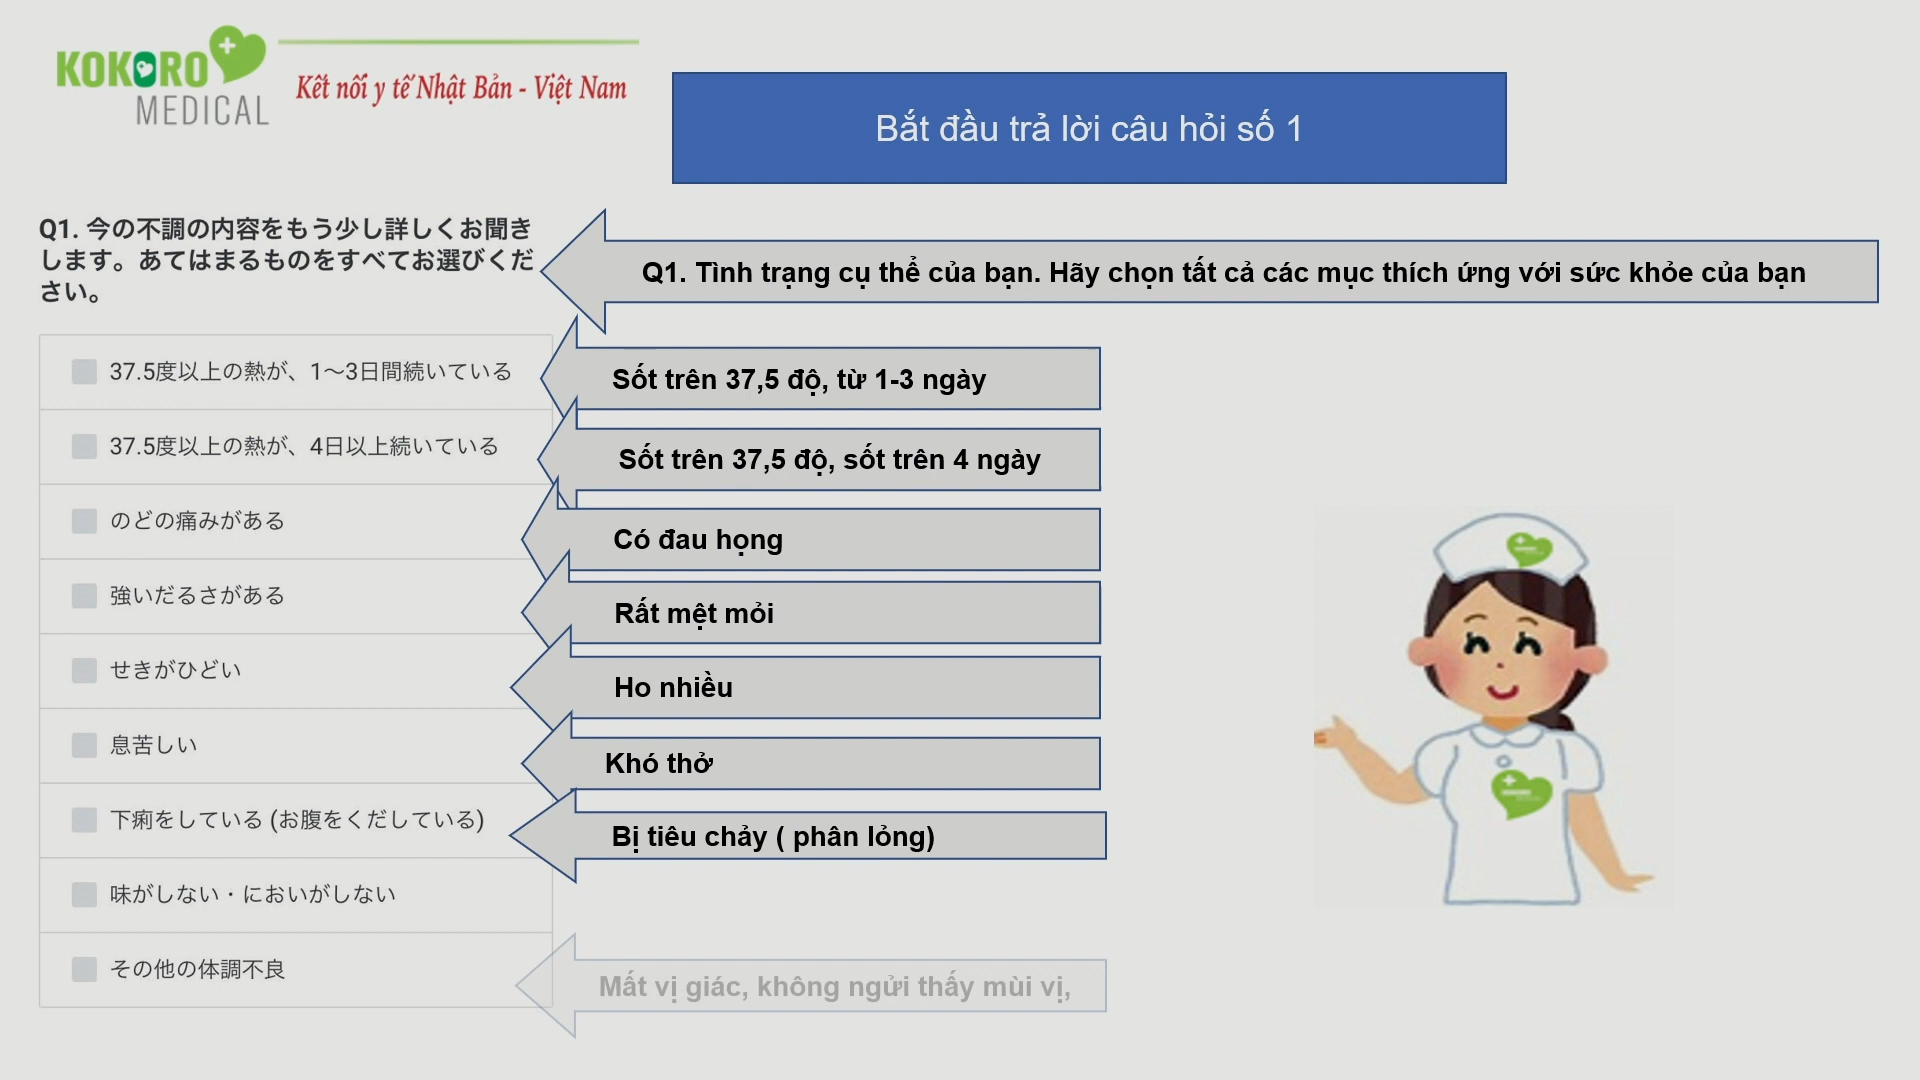 KOKORO
MEDICAL
Kết nối y tế Nhật Bản - Việt Nam
Bắt đầu trả lời câu hỏi số 1
Q1. 今の不調の内容をもう少し詳しくお聞き
します。あてはまるものをすべてお選びくだ
さい。
Q1. Tình trạng cụ thể của bạn. Hãy chọn tất cả các mục thích ứng với sức khỏe của bạn
37.5度以上の熱が、1〜3日間続いている
Sốt trên 37,5 độ, từ 1-3 ngày
37.5度以上の熱が、4日以上続いている
Sốt trên 37,5 độ, sốt trên 4 ngày
のどの痛みがある
Có đau họng
強いだるさがある
Rất mệt mỏi
せきがひどい
Ho nhiều
息苦しい
Khó thở
下痢をしている (お腹をくだしている)
Bị tiêu chảy ( phân lỏng)
味がしない・においがしない
その他の体調不良
Mất vị giác, không ngửi thấy mùi vị,